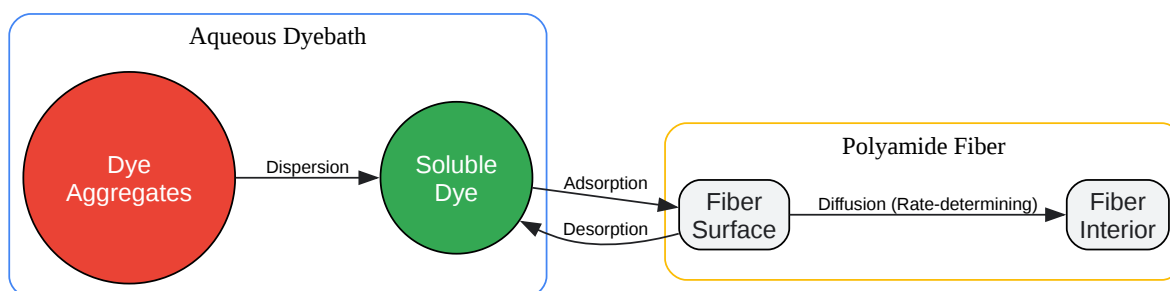 Aqueous Dyebath
Dye
Aggregates
Dispersion
Soluble
Dye
Adsorption
Desorption
Polyamide Fiber
Fiber
Surface
Diffusion (Rate-determining)
Fiber
Interior